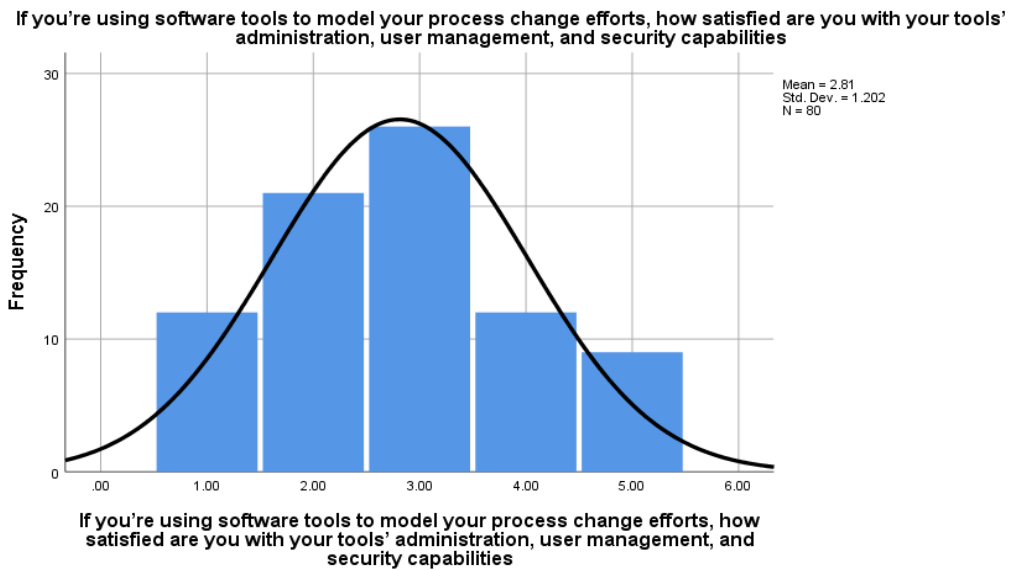 If you’re using software tools to model your process change efforts, how satisfied are you with your tools’
administration, user management, and security capabilities
Mean = 2.81
Std. Dev. = 1.202
N = 80
30
20
10
0
Frequency
.00 1.00 2.00 3.00 4.00 5.00 6.00
If you’re using software tools to model your process change efforts, how
satisfied are you with your tools’ administration, user management, and
security capabilities